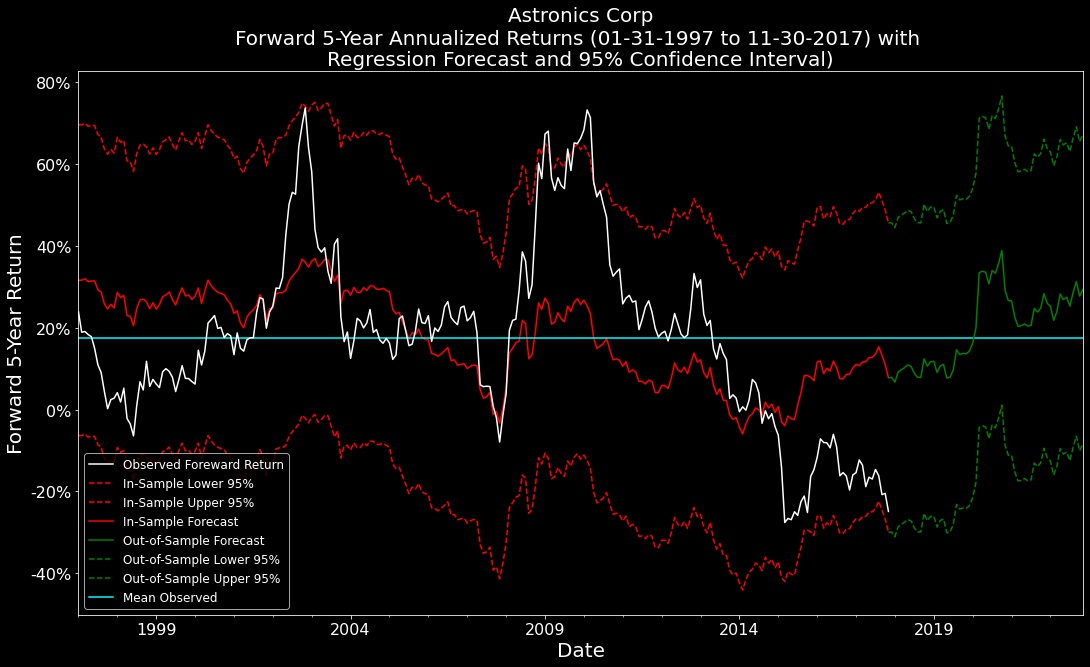 Astronics Corp
Forward 5-Year Annualized Returns (01-31-1997 to 11-30-2017) with
Regression Forecast and 95% Confidence Interval)
Forward 5-Year Return
80%
60%
40%
20%
0%
-20%
-40%
Observed Foreward Return
In-Sample Lower 95%
In-Sample Upper 95%
In-Sample Forecast
Out-of-Sample Forecast
Out-of-Sample Lower 95%
Out-of-Sample Upper 95%
Mean Observed
1999 2004 2009 2014 2019
Date